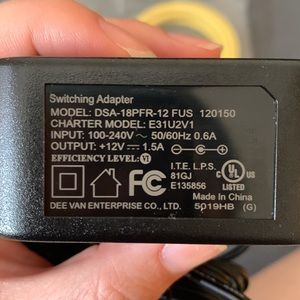 Switching Adapter
MODEL: DSA-18PFR-12 FUS 120150
CHARTER MODEL: E31U2V1
INPUT: 100-240V ~ 50/60Hz 0.6A
OUTPUT: +12V ⎓ 1.5A
EFFICIENCY LEVEL: VI
I.T.E. L.P.S.
81GJ
E135856
FC
c UL US
LISTED
Made in China
DEE VAN ENTERPRISE CO., LTD. 5019HB (G)